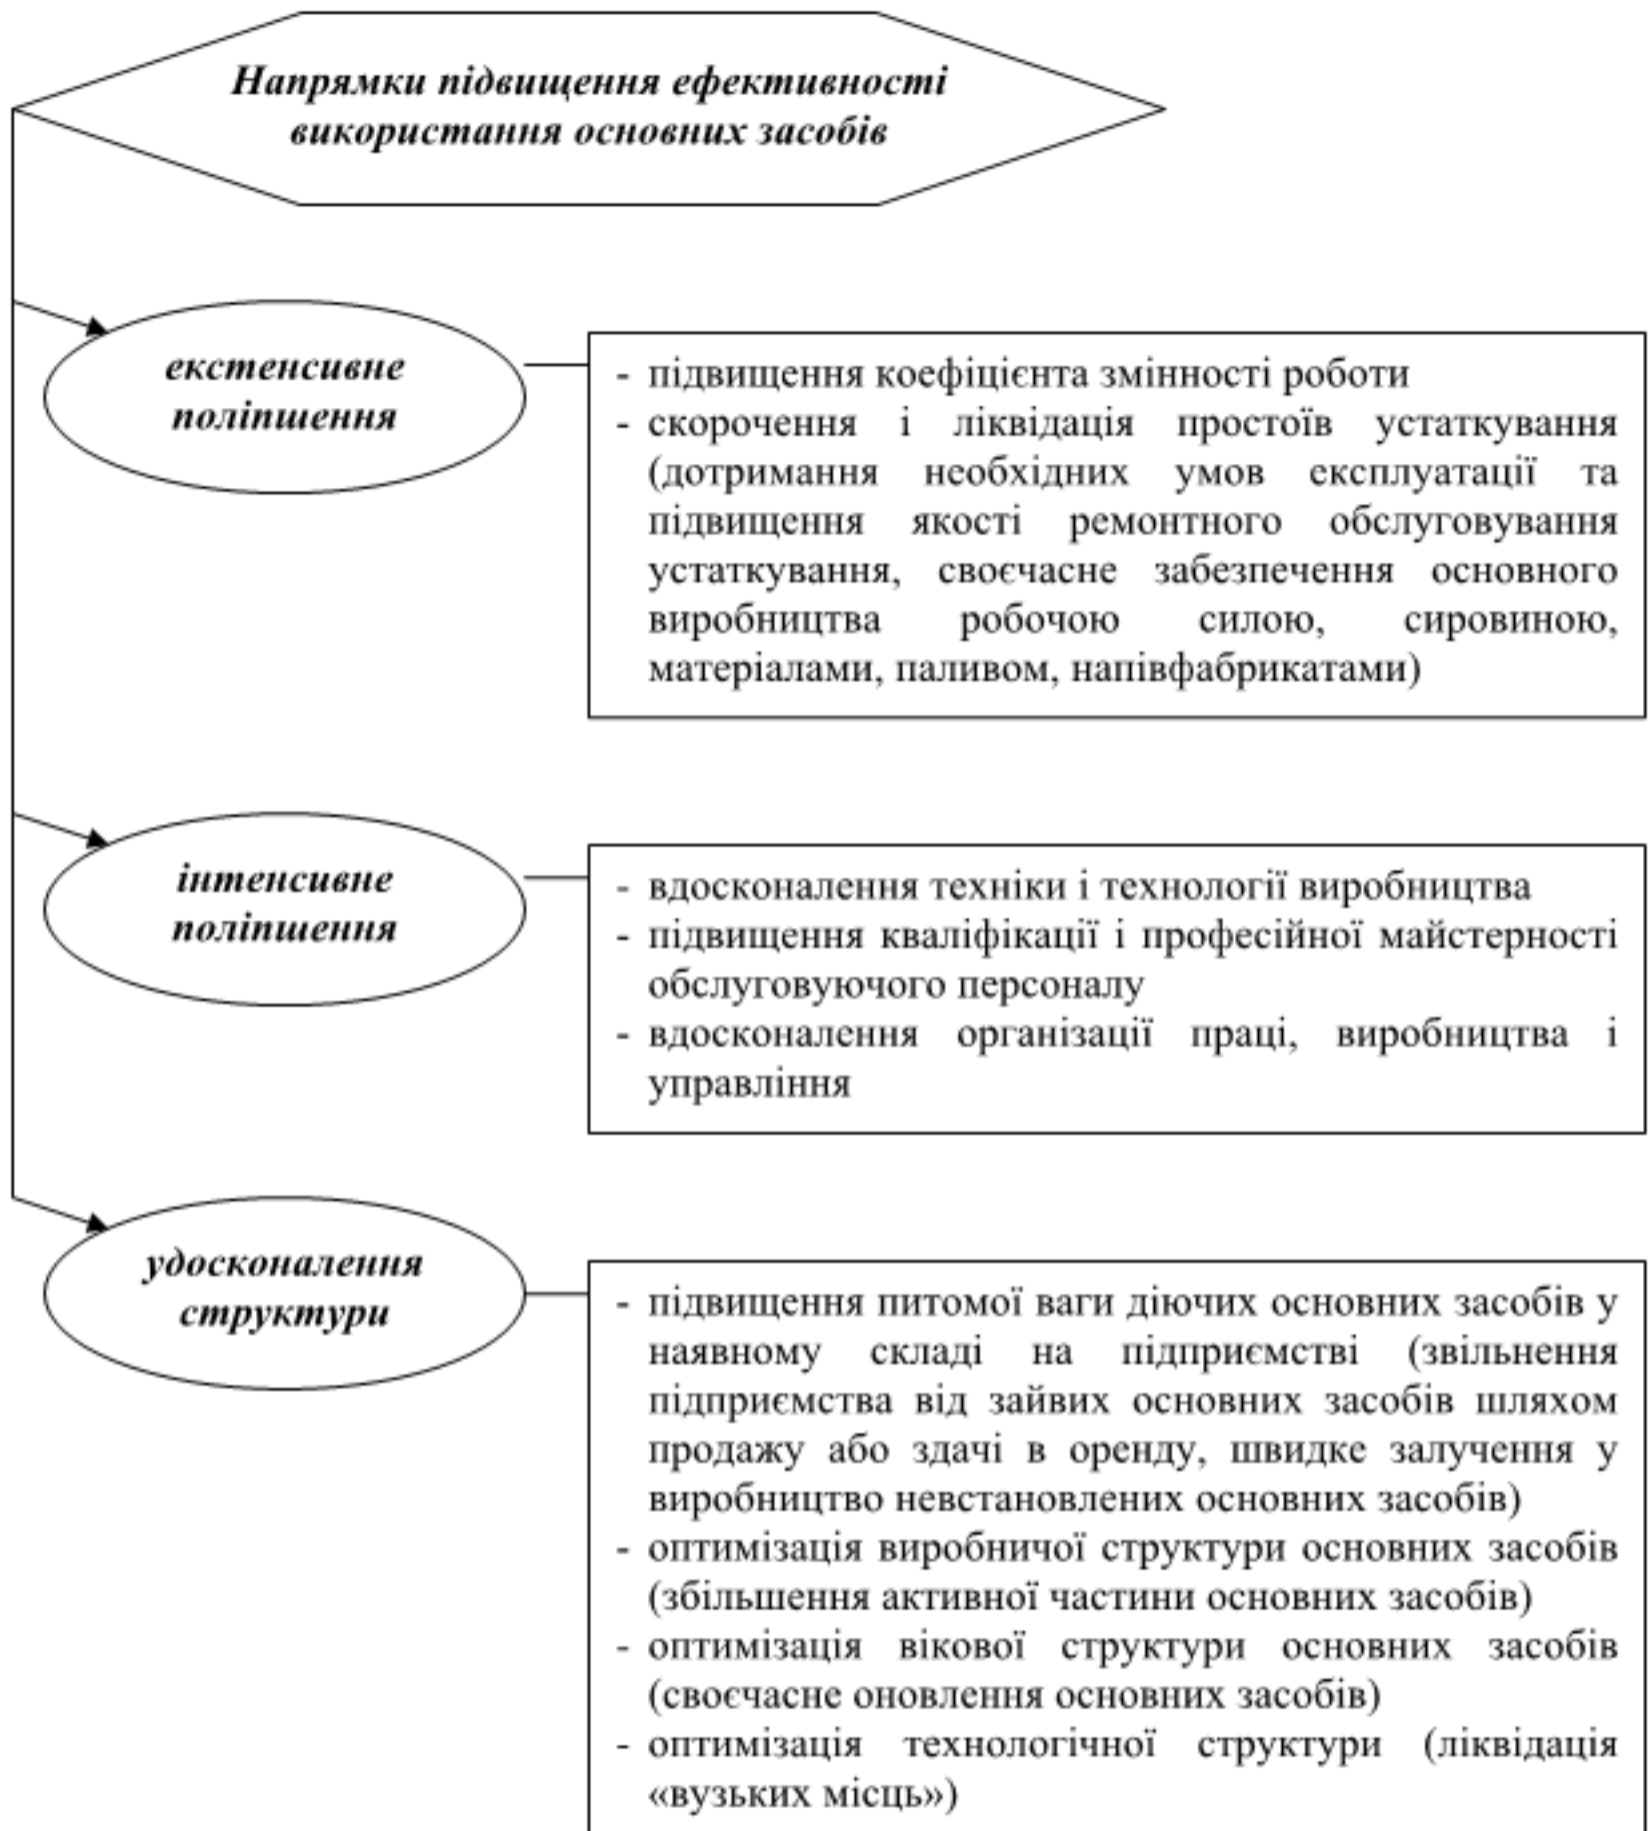 Напрямки підвищення ефективності
використання основних засобів
екстенсивне
поліпшення
- підвищення коефіцієнта змінності роботи
- скорочення і ліквідація простоїв устаткування
(дотримання необхідних умов експлуатації та
підвищення якості ремонтного обслуговування
устаткування, своєчасне забезпечення основного
виробництва робочою силою, сировиною,
матеріалами, паливом, напівфабрикатами)
інтенсивне
поліпшення
- вдосконалення техніки і технології виробництва
- підвищення кваліфікації і професійної майстерності
обслуговуючого персоналу
- вдосконалення організації праці, виробництва і
управління
удосконалення
структури
- підвищення питомої ваги діючих основних засобів у
наявному складі на підприємстві (звільнення
підприємства від зайвих основних засобів шляхом
продажу або здачі в оренду, швидке залучення у
виробництво невстановлених основних засобів)
- оптимізація виробничої структури основних засобів
(збільшення активної частини основних засобів)
- оптимізація вікової структури основних засобів
(своєчасне оновлення основних засобів)
- оптимізація технологічної структури (ліквідація
«вузьких місць»)